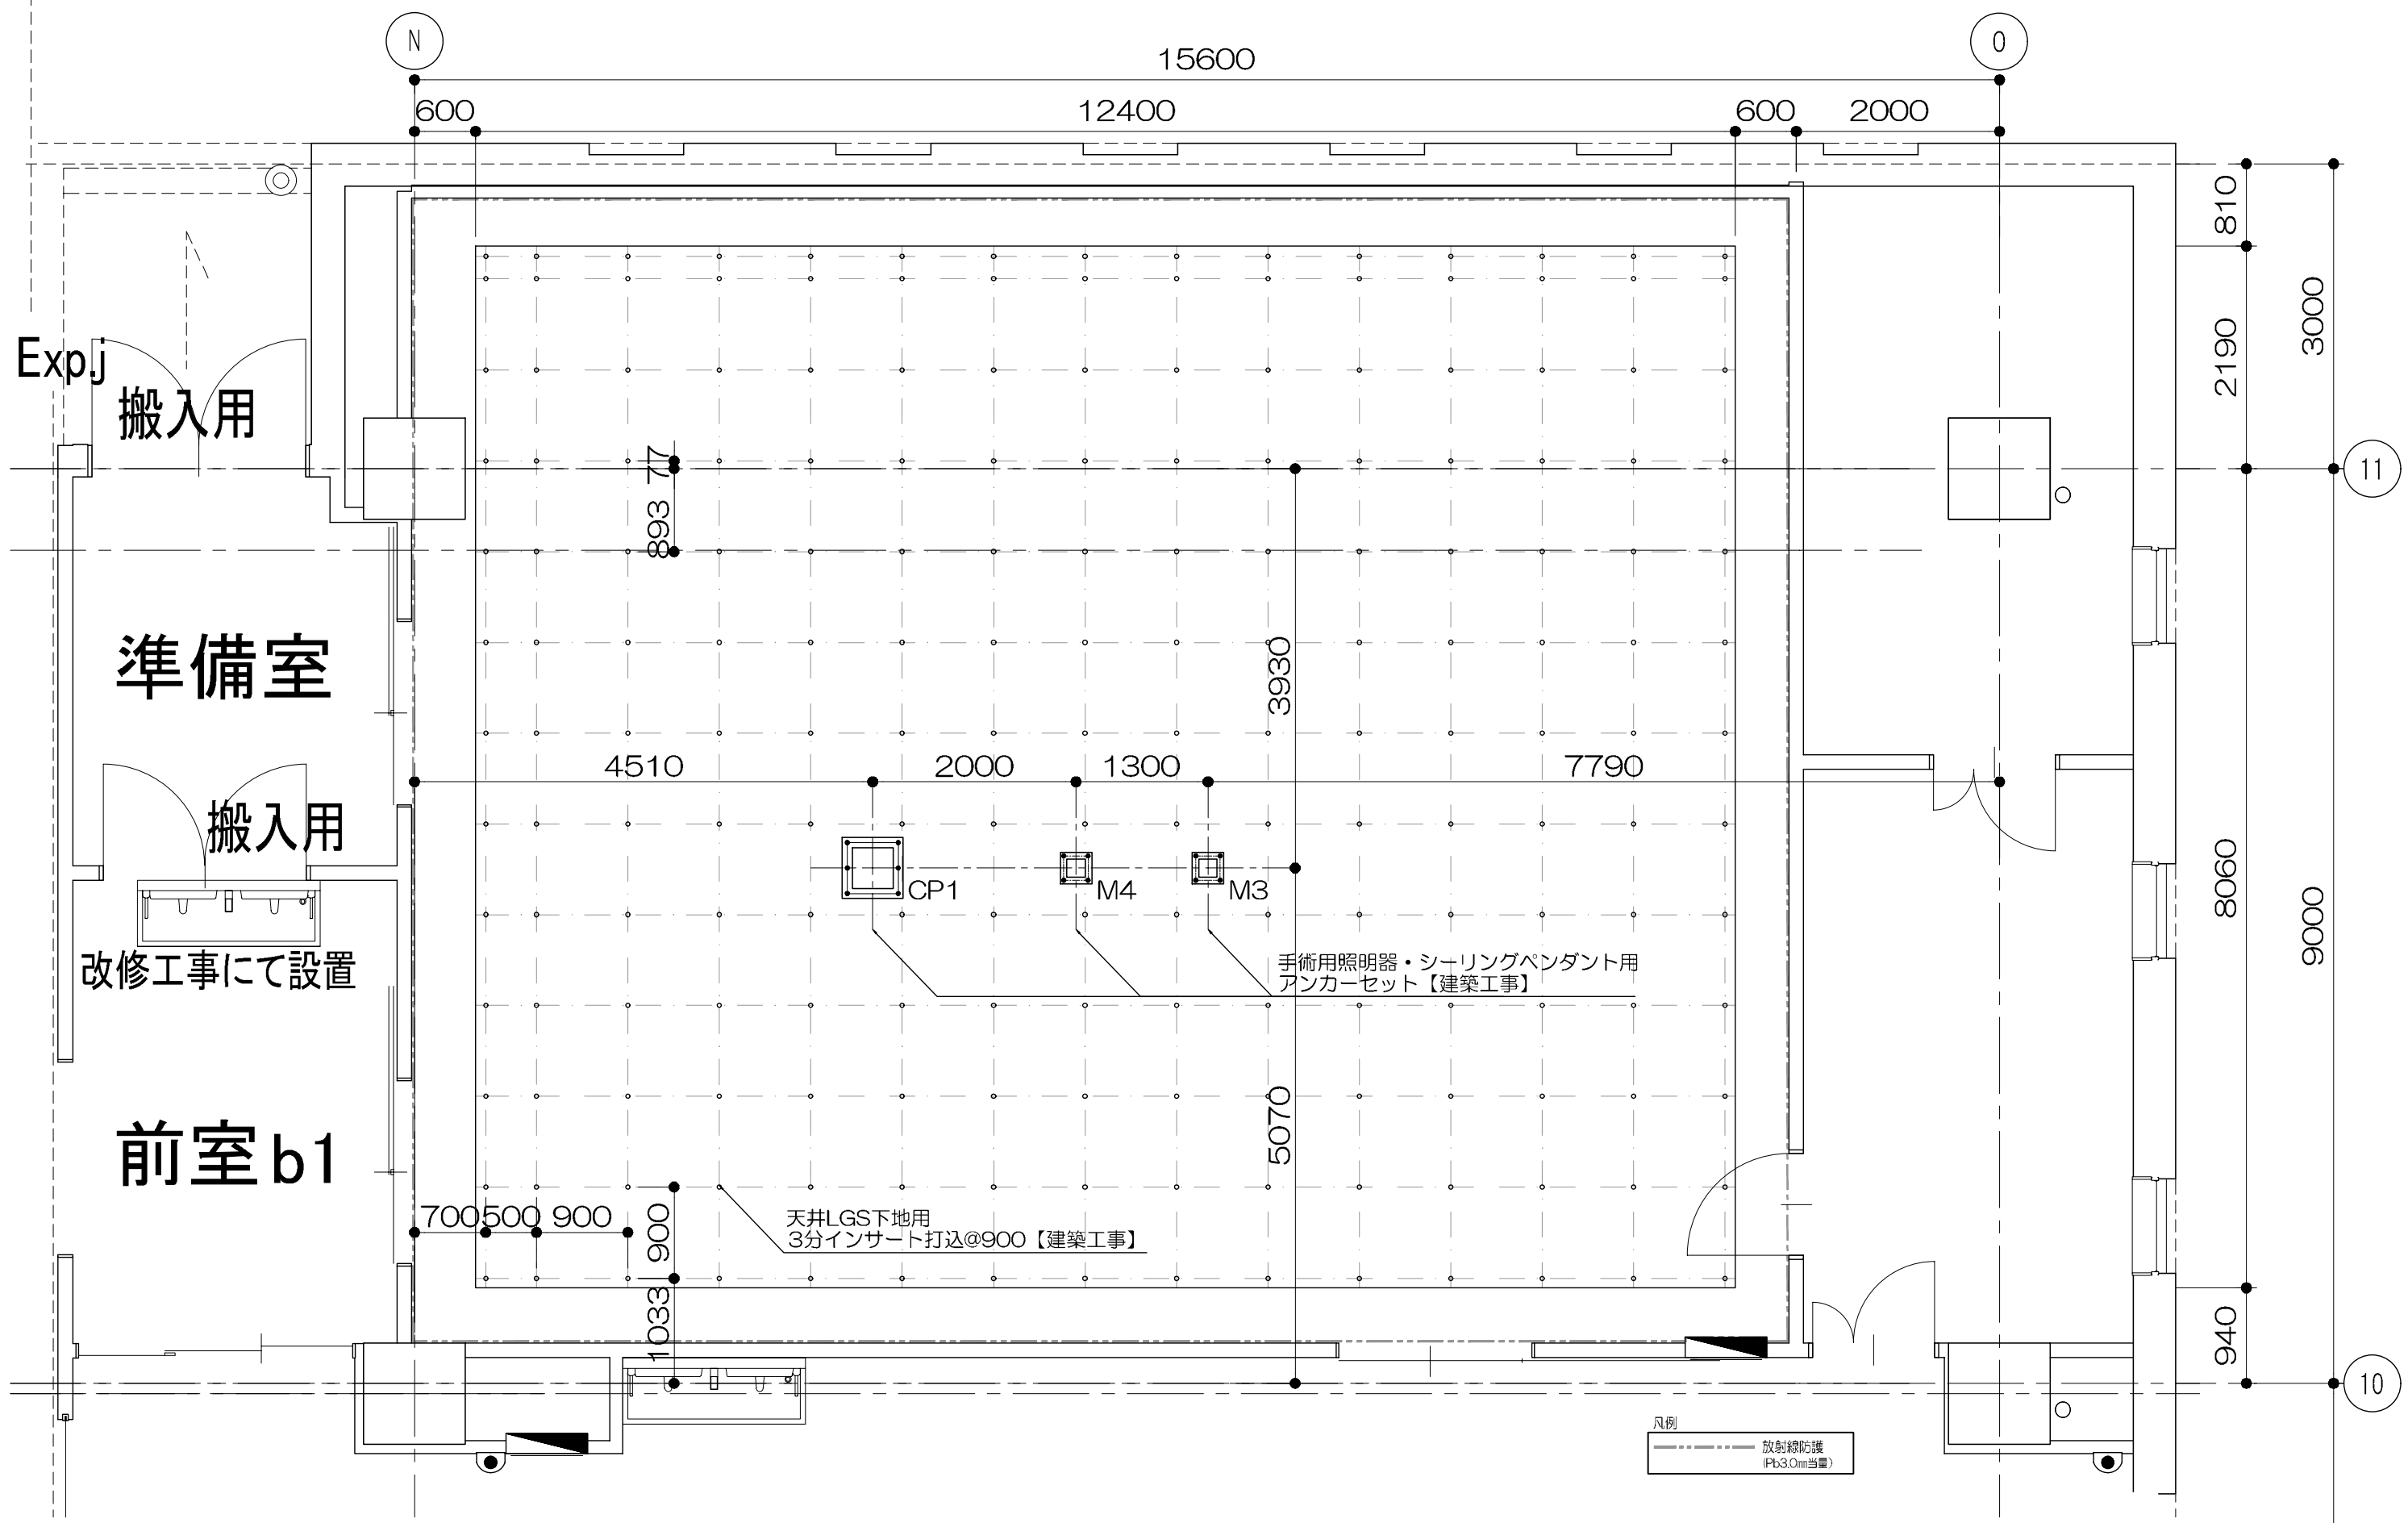 N
O
15600
600
12400
600
2000
810
3000
2190
Exp.j
搬入用
77
11
893
準備室
3930
4510
2000
1300
7790
搬入用
8060
CP1
M4
M3
9000
改修工事にて設置
手術用照明器・シーリングペンダント用
アンカーセット【建築工事】
5070
前室b1
700
500
900
900
天井LGS下地用
3分インサート打込@900【建築工事】
1033
940
10
凡例
放射線防護
(Pb3.0mm当量)